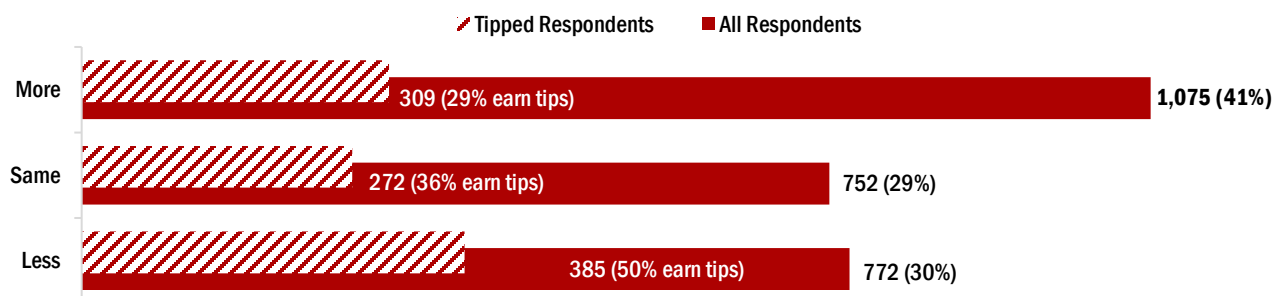 Tipped Respondents All Respondents
More 309 (29% earn tips) 1,075 (41%)
Same 272 (36% earn tips) 752 (29%)
Less 385 (50% earn tips) 772 (30%)